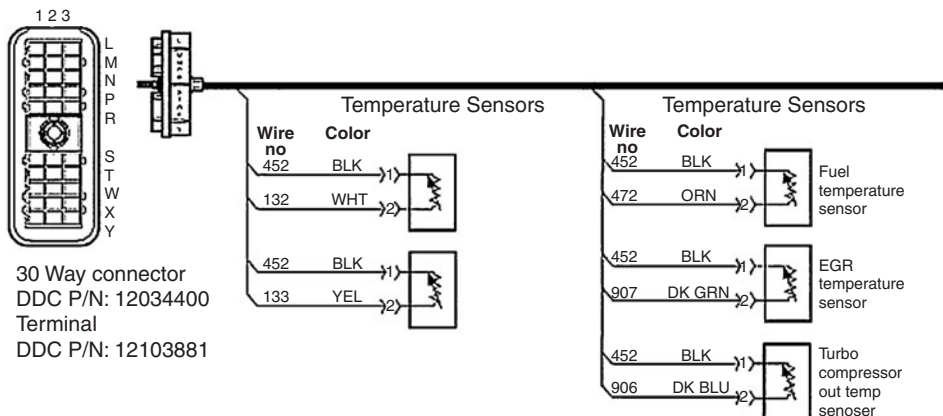 1 2 3
L
M
N
P
R
S
T
W
X
Y
30 Way connector
DDC P/N: 12034400
Terminal
DDC P/N: 12103881
Temperature Sensors
Wire no Color
452 BLK 1
132 WHT 2
452 BLK 1
133 YEL 2
Temperature Sensors
Wire no Color
452 BLK 1
472 ORN 2
Fuel
temperature
sensor
452 BLK 1
907 DK GRN 2
EGR
temperature
sensor
452 BLK 1
906 DK BLU 2
Turbo
compressor
out temp
senoser